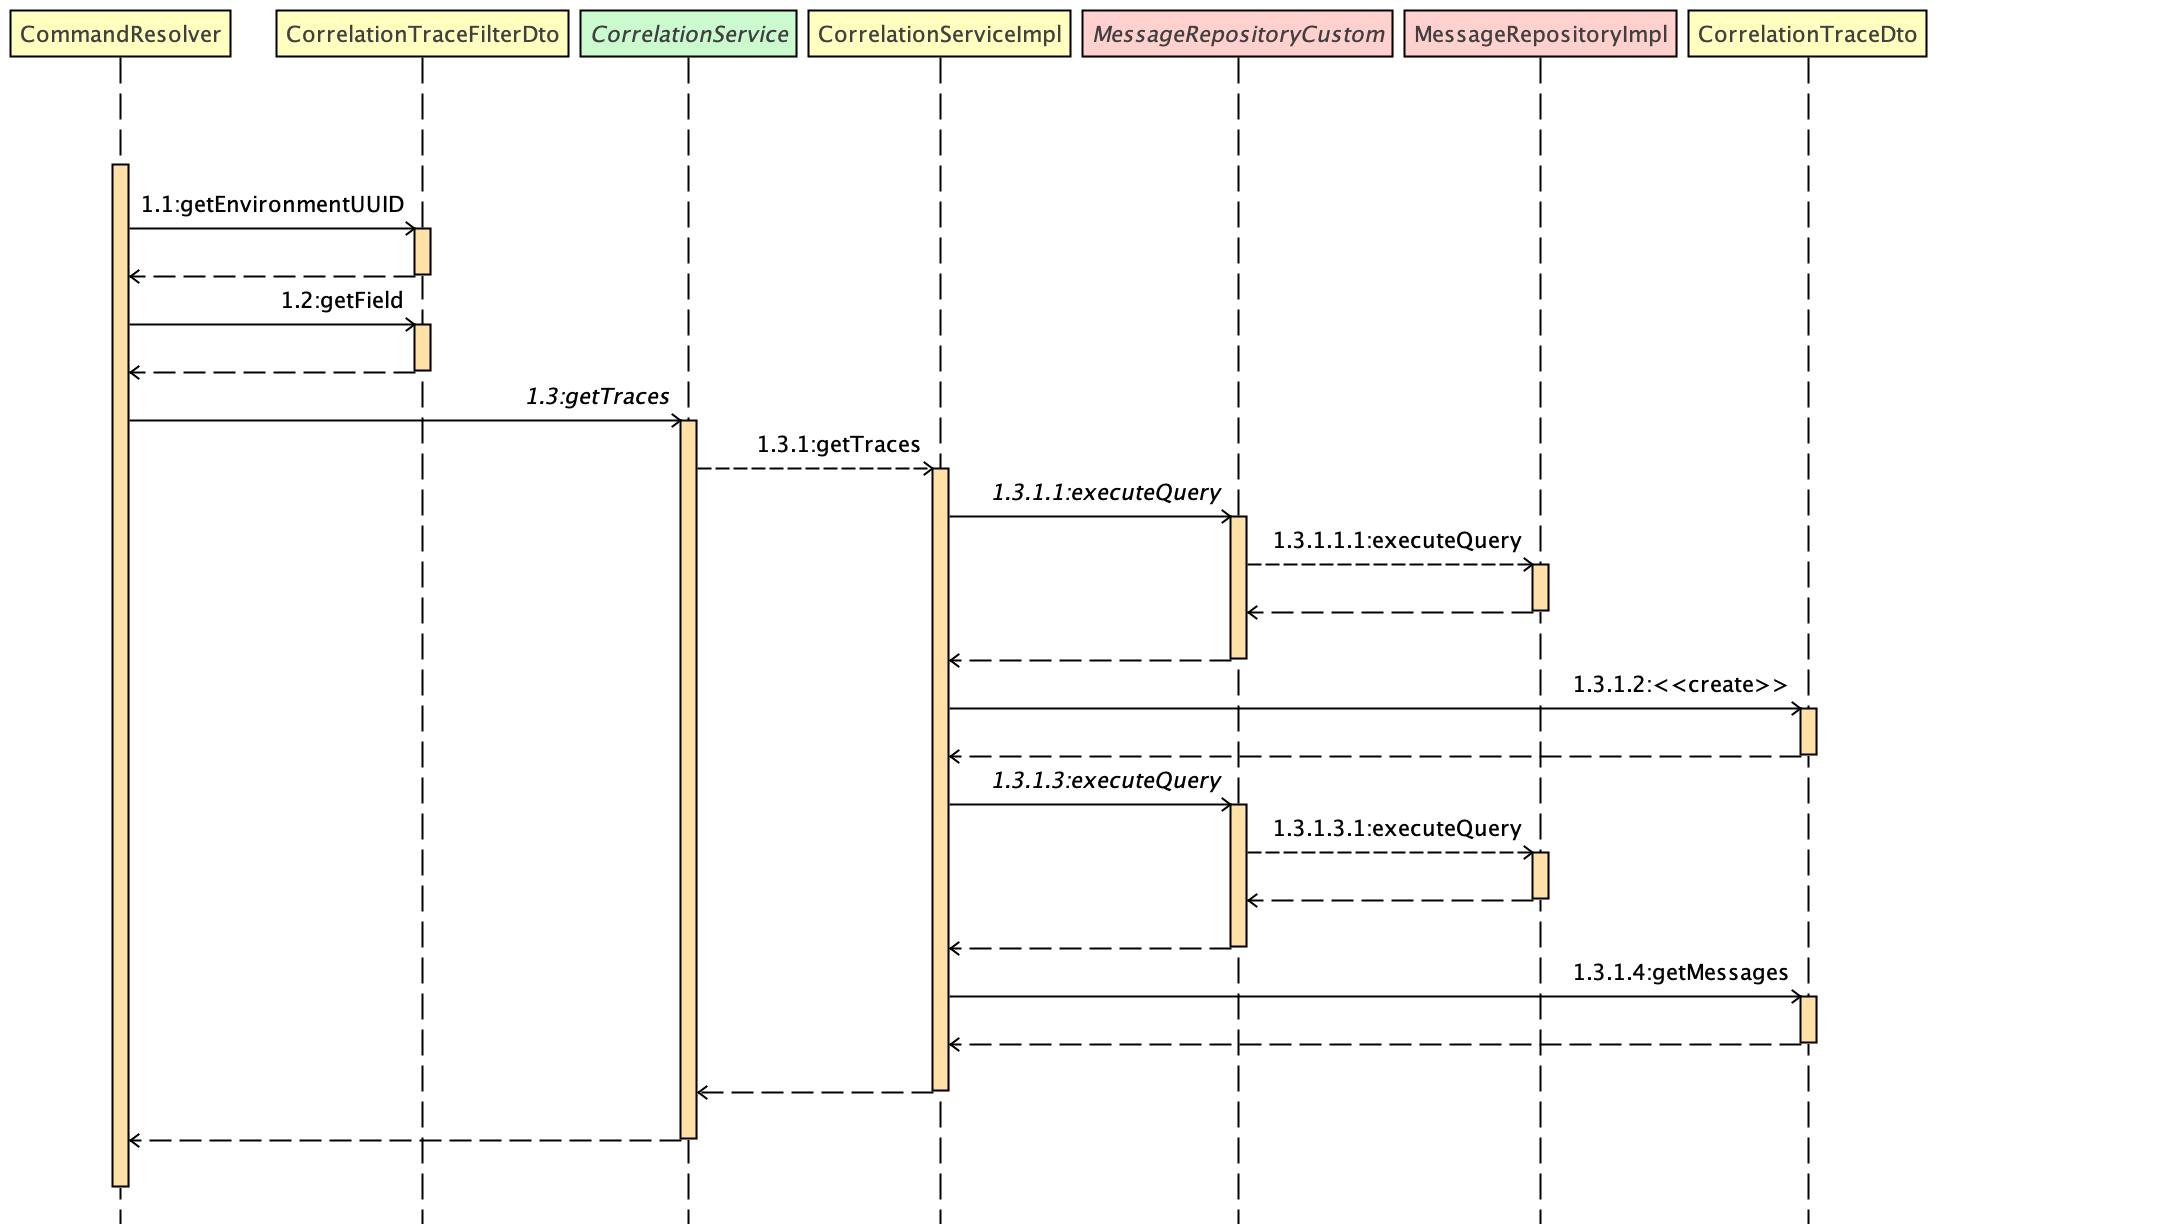 CommandResolver
CorrelationTraceFilterDto
CorrelationService
CorrelationServiceImpl
MessageRepositoryCustom
MessageRepositoryImpl
CorrelationTraceDto
1.1:getEnvironmentUUID
1.2:getField
1.3:getTraces
1.3.1:getTraces
1.3.1.1:executeQuery
1.3.1.1.1:executeQuery
1.3.1.2:<<create>>
1.3.1.3:executeQuery
1.3.1.3.1:executeQuery
1.3.1.4:getMessages